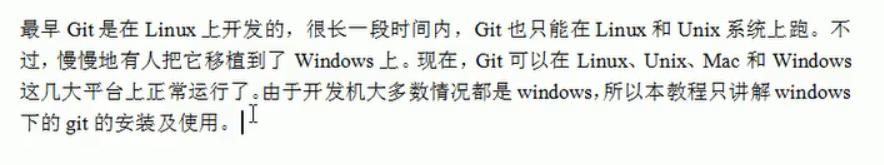 最早 Git 是在 Linux 上开发的，很长一段时间内，Git 也只能在 Linux 和 Unix 系统上跑。不
过，慢慢地有人把它移植到了 Windows 上。现在，Git 可以在 Linux、Unix、Mac 和 Windows
这几大平台上正常运行了。由于开发机大多数情况都是 windows，所以本教程只讲解 windows
下的 git 的安装及使用。